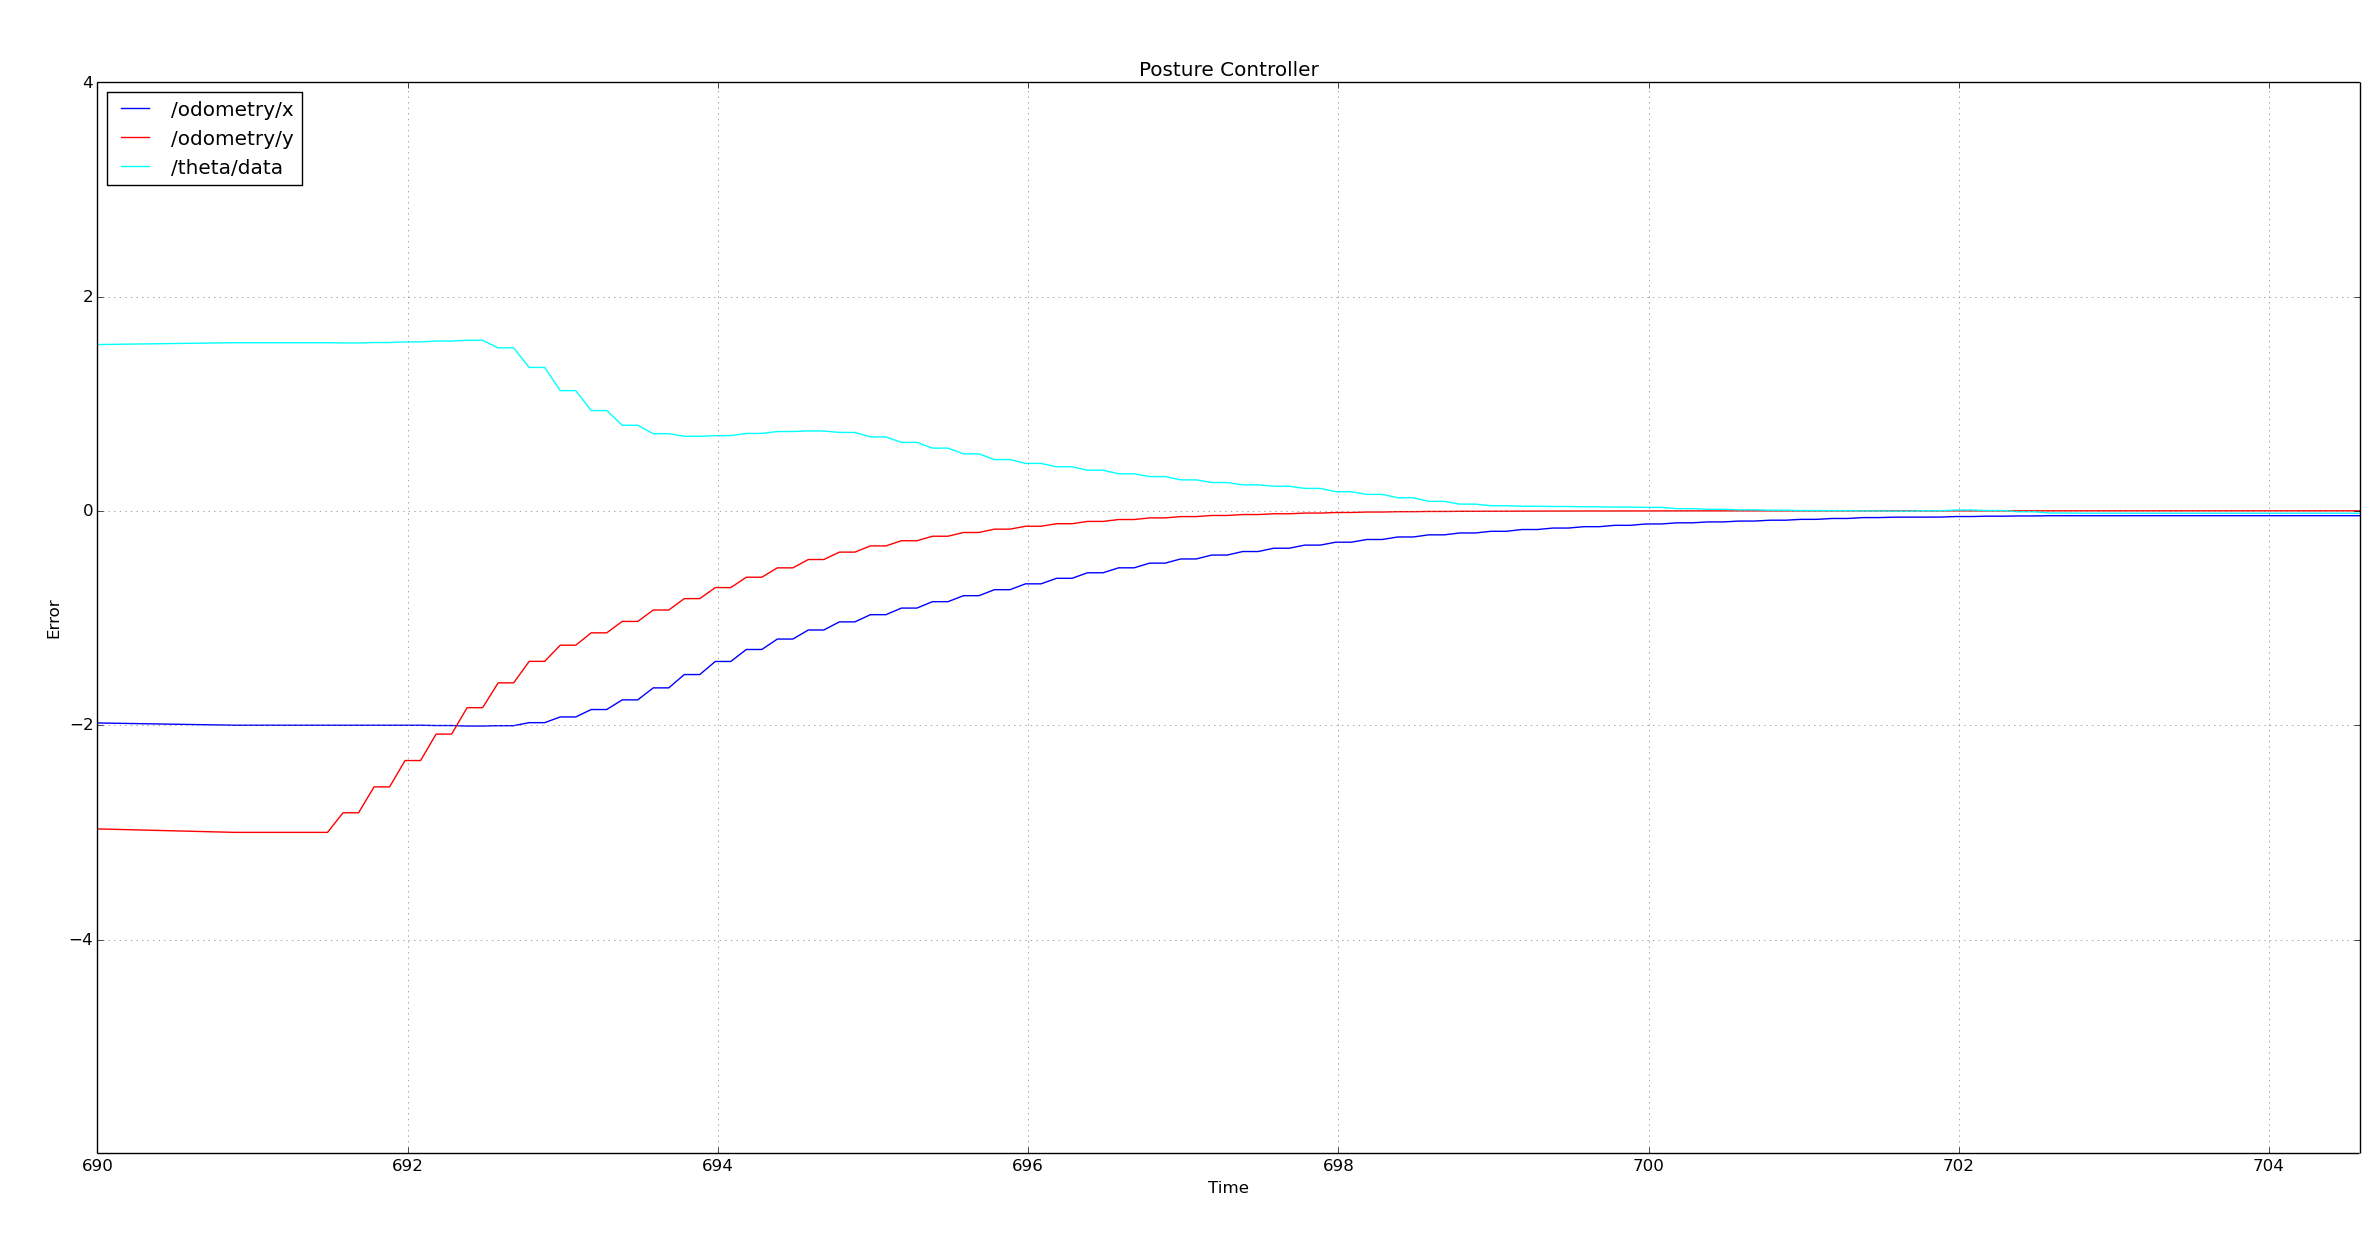 Posture Controller
4
/odometry/x
/odometry/y
/theta/data
2
0
Error
−2
−4
690 692 694 696 698 700 702 704
Time